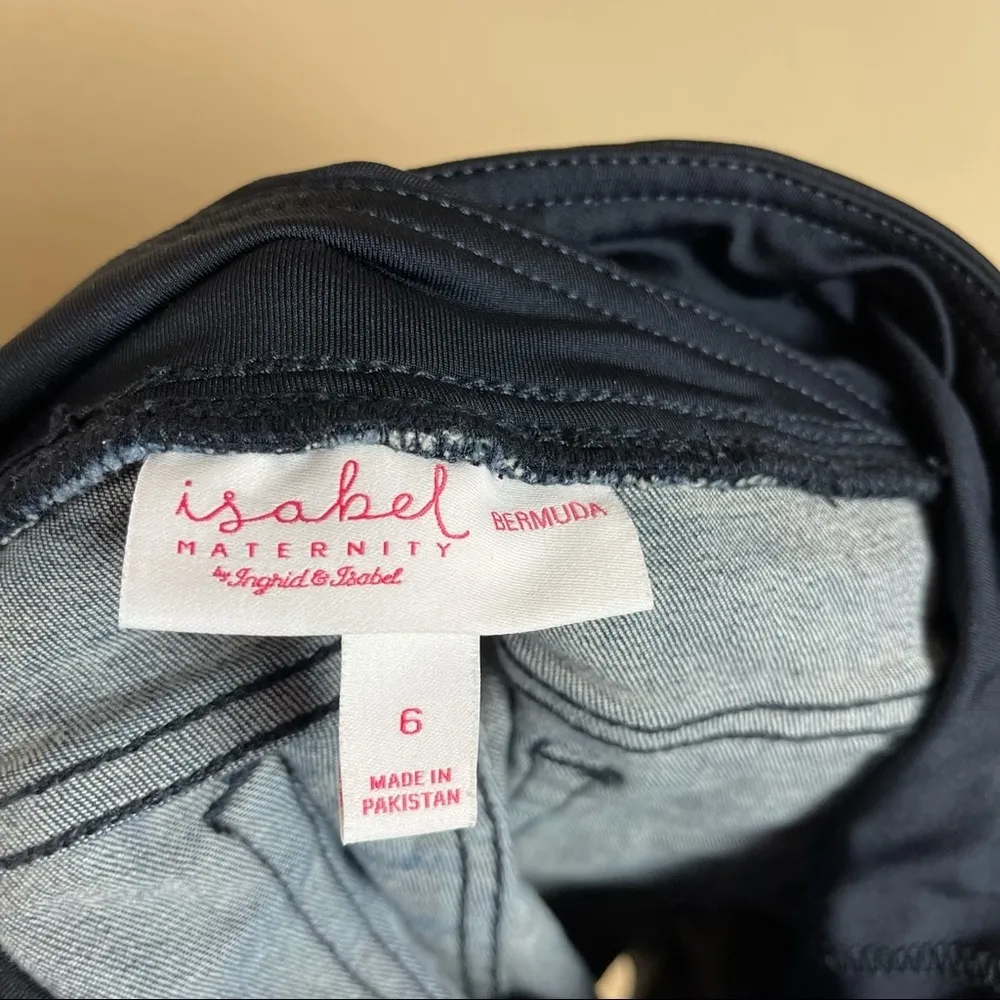 isabel
MATERNITY
by Ingrid & Isabel
BERMUDA
6
MADE IN
PAKISTAN